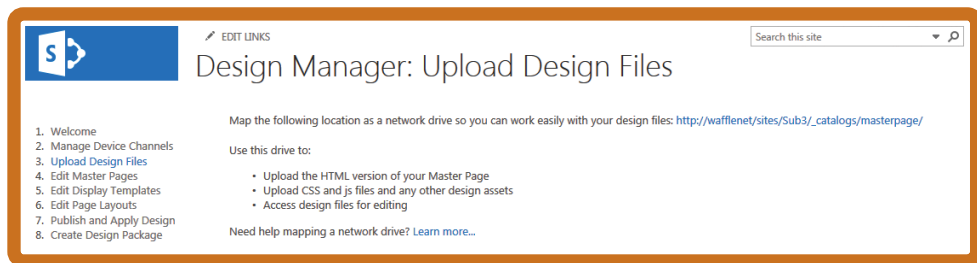 S
EDIT LINKS
Search this site
Design Manager: Upload Design Files
1. Welcome
2. Manage Device Channels
3. Upload Design Files
4. Edit Master Pages
5. Edit Display Templates
6. Edit Page Layouts
7. Publish and Apply Design
8. Create Design Package
Map the following location as a network drive so you can work easily with your design files: http://wafflenet/sites/Sub3/_catalogs/masterpage/
Use this drive to:
• Upload the HTML version of your Master Page
• Upload CSS and js files and any other design assets
• Access design files for editing
Need help mapping a network drive? Learn more...